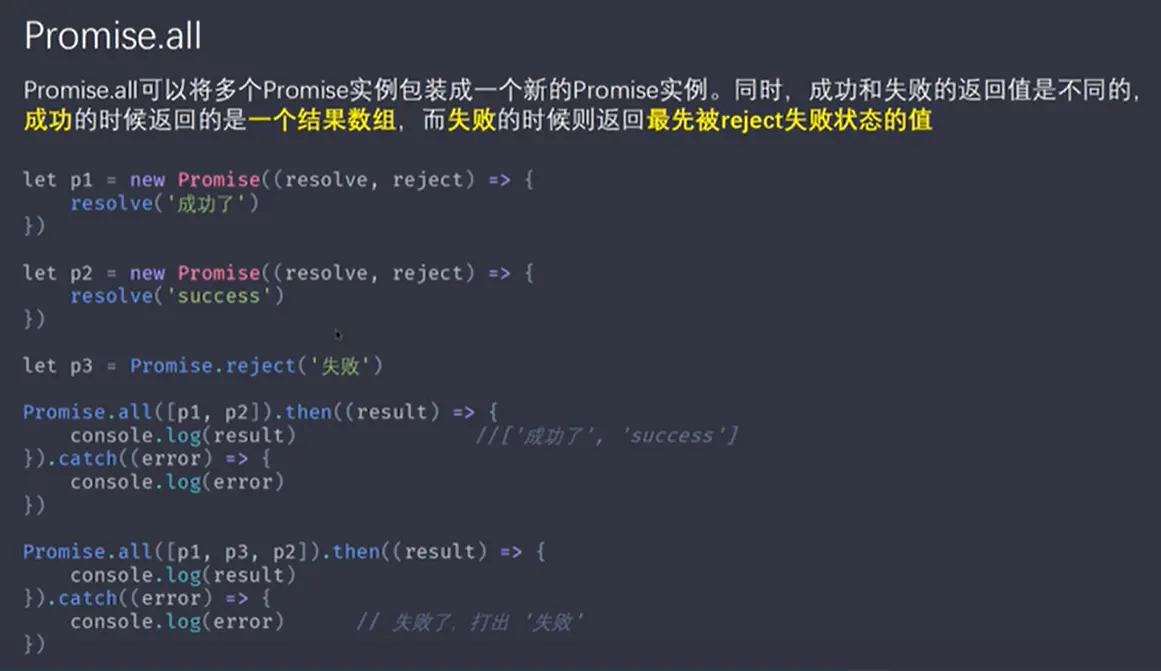 Promise.all
Promise.all可以将多个Promise实例包装成一个新的Promise实例。同时，成功和失败的返回值是不同的,
成功的时候返回的是一个结果数组，而失败的时候则返回最先被reject失败状态的值
let p1 = new Promise((resolve, reject) => {
    resolve('成功了')
})
let p2 = new Promise((resolve, reject) => {
    resolve('success')
})
let p3 = Promise.reject('失败')
Promise.all([p1, p2]).then((result) => {
    console.log(result)               //['成功了', 'success']
}).catch((error) => {
    console.log(error)
})
Promise.all([p1, p3, p2]).then((result) => {
    console.log(result)
}).catch((error) => {
    console.log(error)      // 失败了，打出 '失败'
})